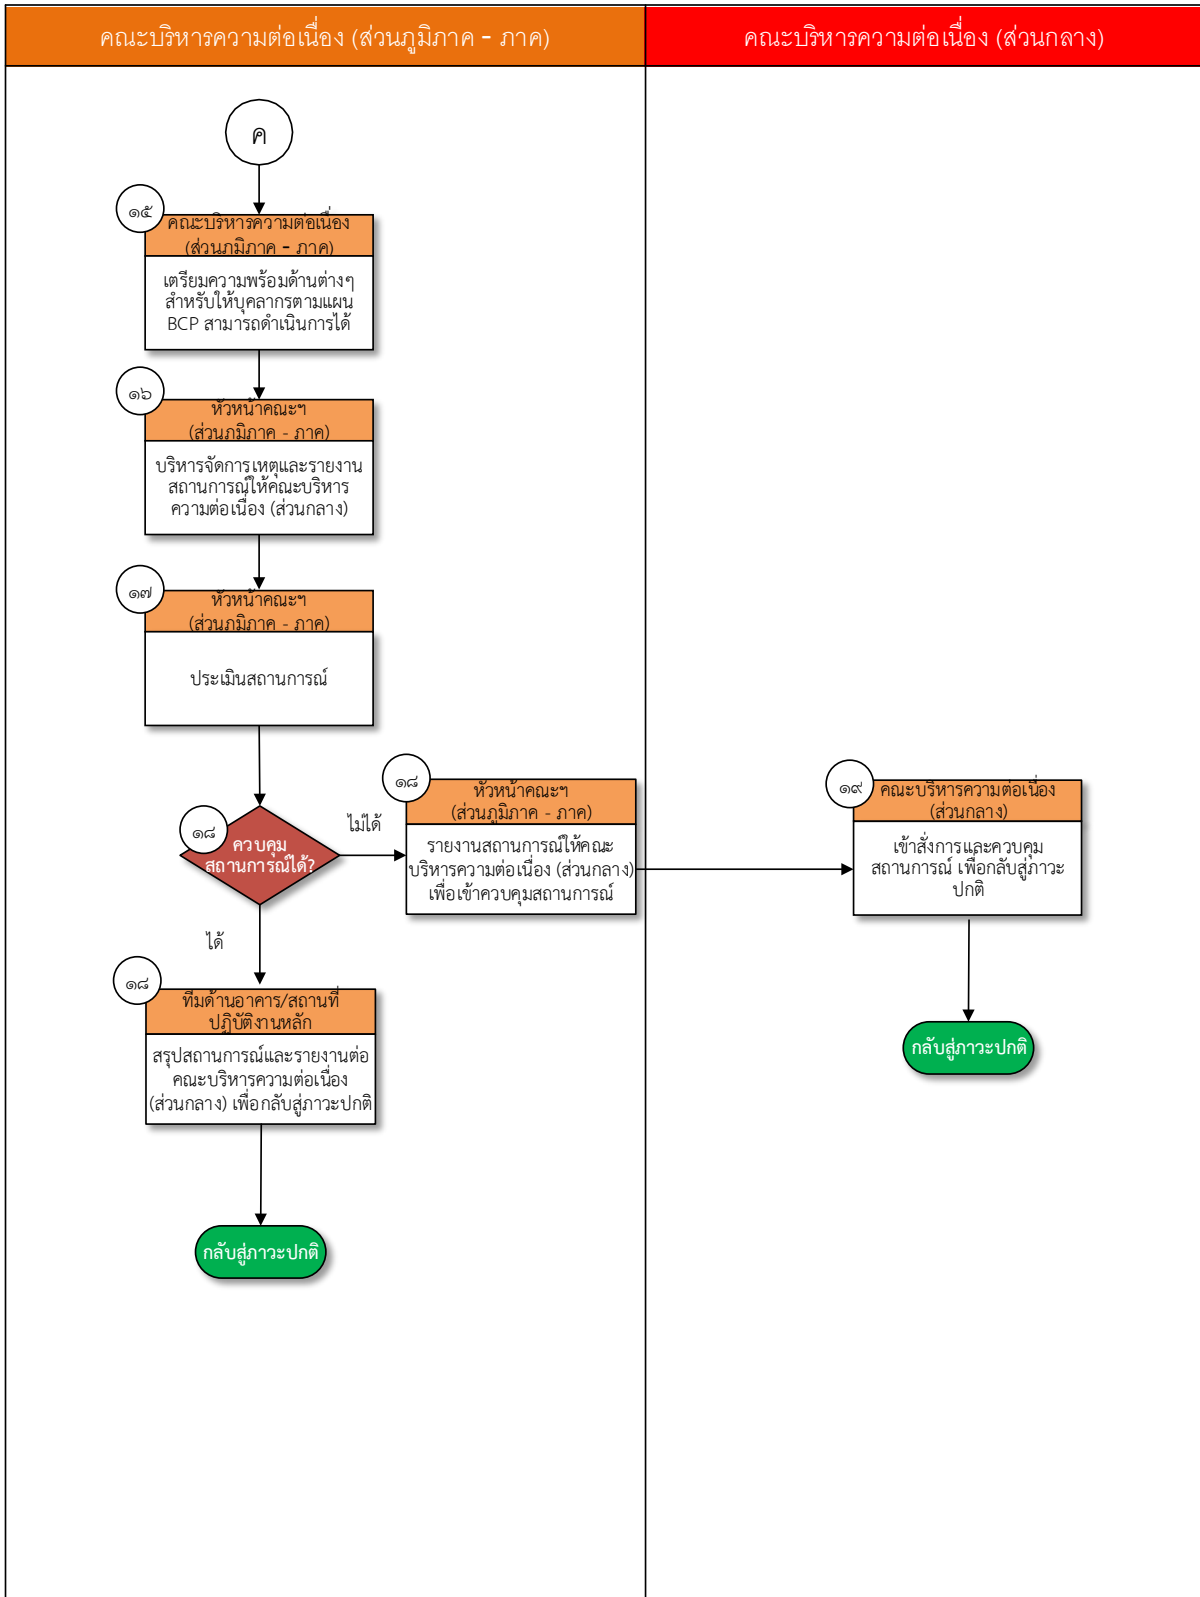 คณะบริหารความต่อเนื่อง (ส่วนภูมิภาค - ภาค)
คณะบริหารความต่อเนื่อง (ส่วนกลาง)
ค
๑๕
คณะบริหารความต่อเนื่อง
(ส่วนภูมิภาค - ภาค)
เตรียมความพร้อมด้านต่างๆ
สำหรับให้บุคลากรตามแผน
BCP สามารถดำเนินการได้
๑๖
หัวหน้าคณะฯ
(ส่วนภูมิภาค - ภาค)
บริหารจัดการเหตุและรายงาน
สถานการณ์ให้คณะบริหาร
ความต่อเนื่อง (ส่วนกลาง)
๑๗
หัวหน้าคณะฯ
(ส่วนภูมิภาค - ภาค)
ประเมินสถานการณ์
๑๘
ควบคุม
สถานการณ์ได้?
ไม่ได้
๑๘
หัวหน้าคณะฯ
(ส่วนภูมิภาค - ภาค)
รายงานสถานการณ์ให้คณะ
บริหารความต่อเนื่อง (ส่วนกลาง)
เพื่อเข้าควบคุมสถานการณ์
๑๙
คณะบริหารความต่อเนื่อง
(ส่วนกลาง)
เข้าสั่งการและควบคุม
สถานการณ์ เพื่อกลับสู่ภาวะ
ปกติ
กลับสู่ภาวะปกติ
ได้
๑๘
ทีมด้านอาคาร/สถานที่
ปฏิบัติงานหลัก
สรุปสถานการณ์และรายงานต่อ
คณะบริหารความต่อเนื่อง
(ส่วนกลาง) เพื่อกลับสู่ภาวะปกติ
กลับสู่ภาวะปกติ